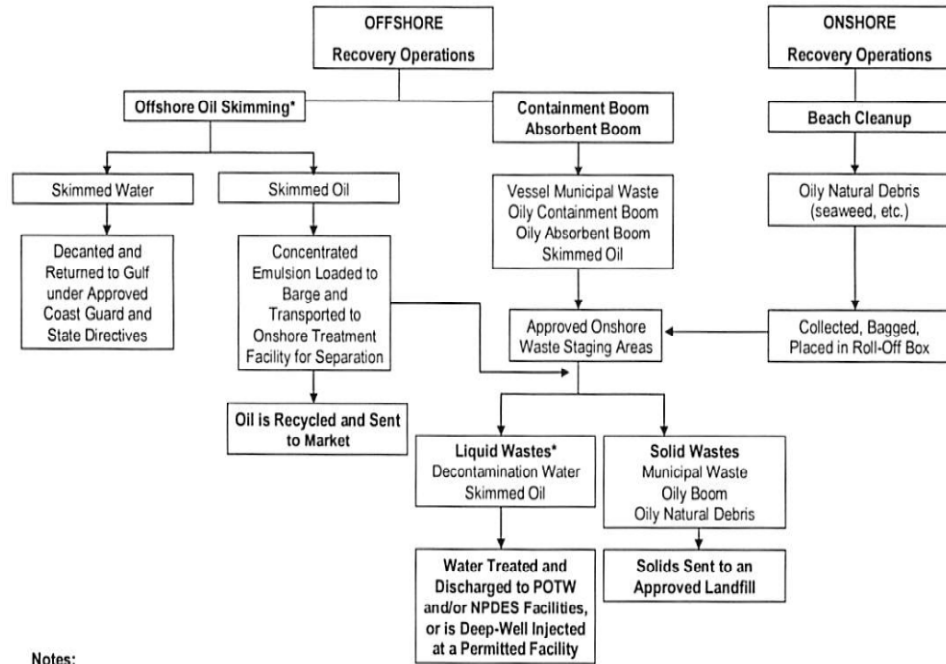 OFFSHORE
Recovery Operations
ONSHORE
Recovery Operations
Offshore Oil Skimming*
Containment Boom
Absorbent Boom
Beach Cleanup
Skimmed Water
Skimmed Oil
Vessel Municipal Waste
Oily Containment Boom
Oily Absorbent Boom
Skimmed Oil
Oily Natural Debris
(seaweed, etc.)
Decanted and
Returned to Gulf
under Approved
Coast Guard and
State Directives
Concentrated
Emulsion Loaded to
Barge and
Transported to
Onshore Treatment
Facility for Separation
Approved Onshore
Waste Staging Areas
Collected, Bagged,
Placed in Roll-Off Box
Oil is Recycled and Sent
to Market
Liquid Wastes*
Decontamination Water
Skimmed Oil
Solid Wastes
Municipal Waste
Oily Boom
Oily Natural Debris
Water Treated and
Discharged to POTW
and/or NPDES Facilities,
or is Deep-Well Injected
at a Permitted Facility
Solids Sent to an
Approved Landfill
Notes: